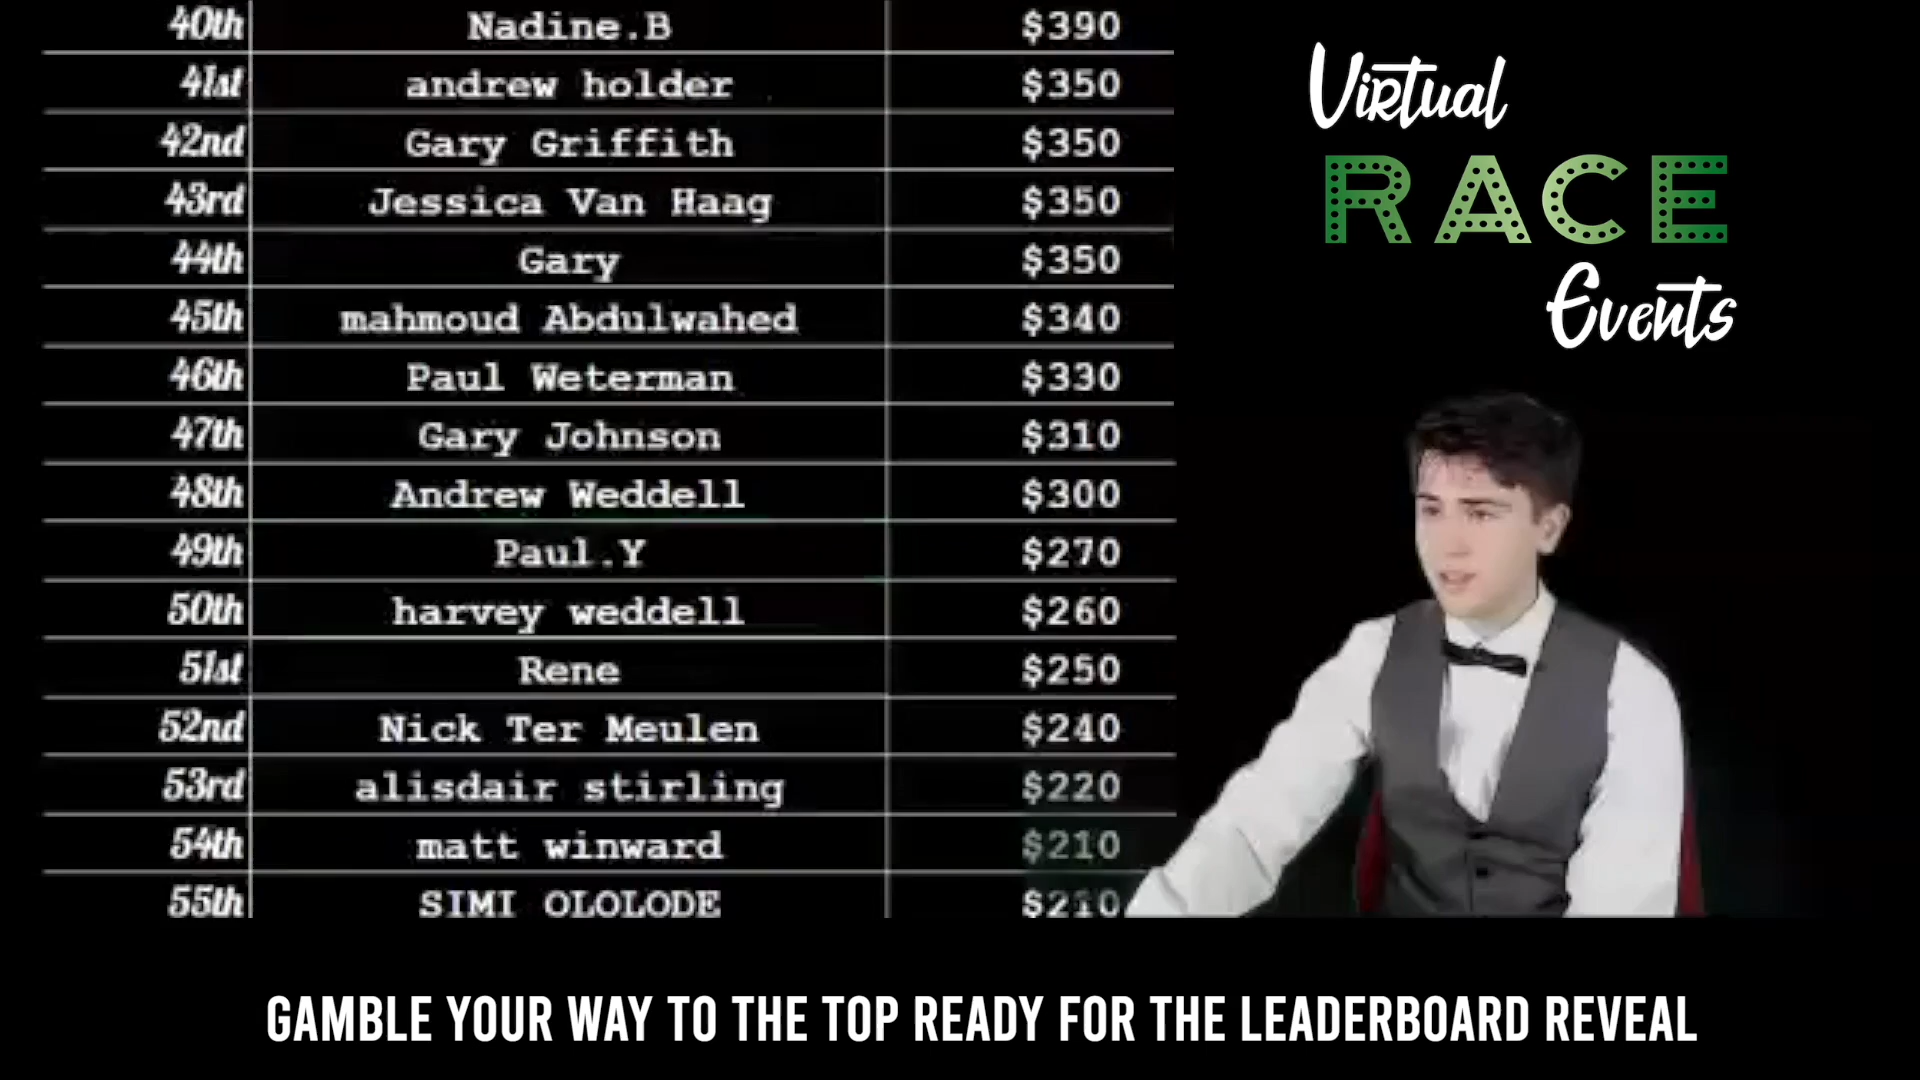 40th Nadine.B $390
41st andrew holder $350
42nd Gary Griffith $350
43rd Jessica Van Haag $350
44th Gary $350
45th mahmoud Abdulwahed $340
46th Paul Weterman $330
47th Gary Johnson $310
48th Andrew Weddell $300
49th Paul.Y $270
50th harvey weddell $260
51st Rene $250
52nd Nick Ter Meulen $240
53rd alisdair stirling $220
54th matt winward $210
55th SIMI OLOLODE $210
Virtual
RACE
Events
GAMBLE YOUR WAY TO THE TOP READY FOR THE LEADERBOARD REVEAL